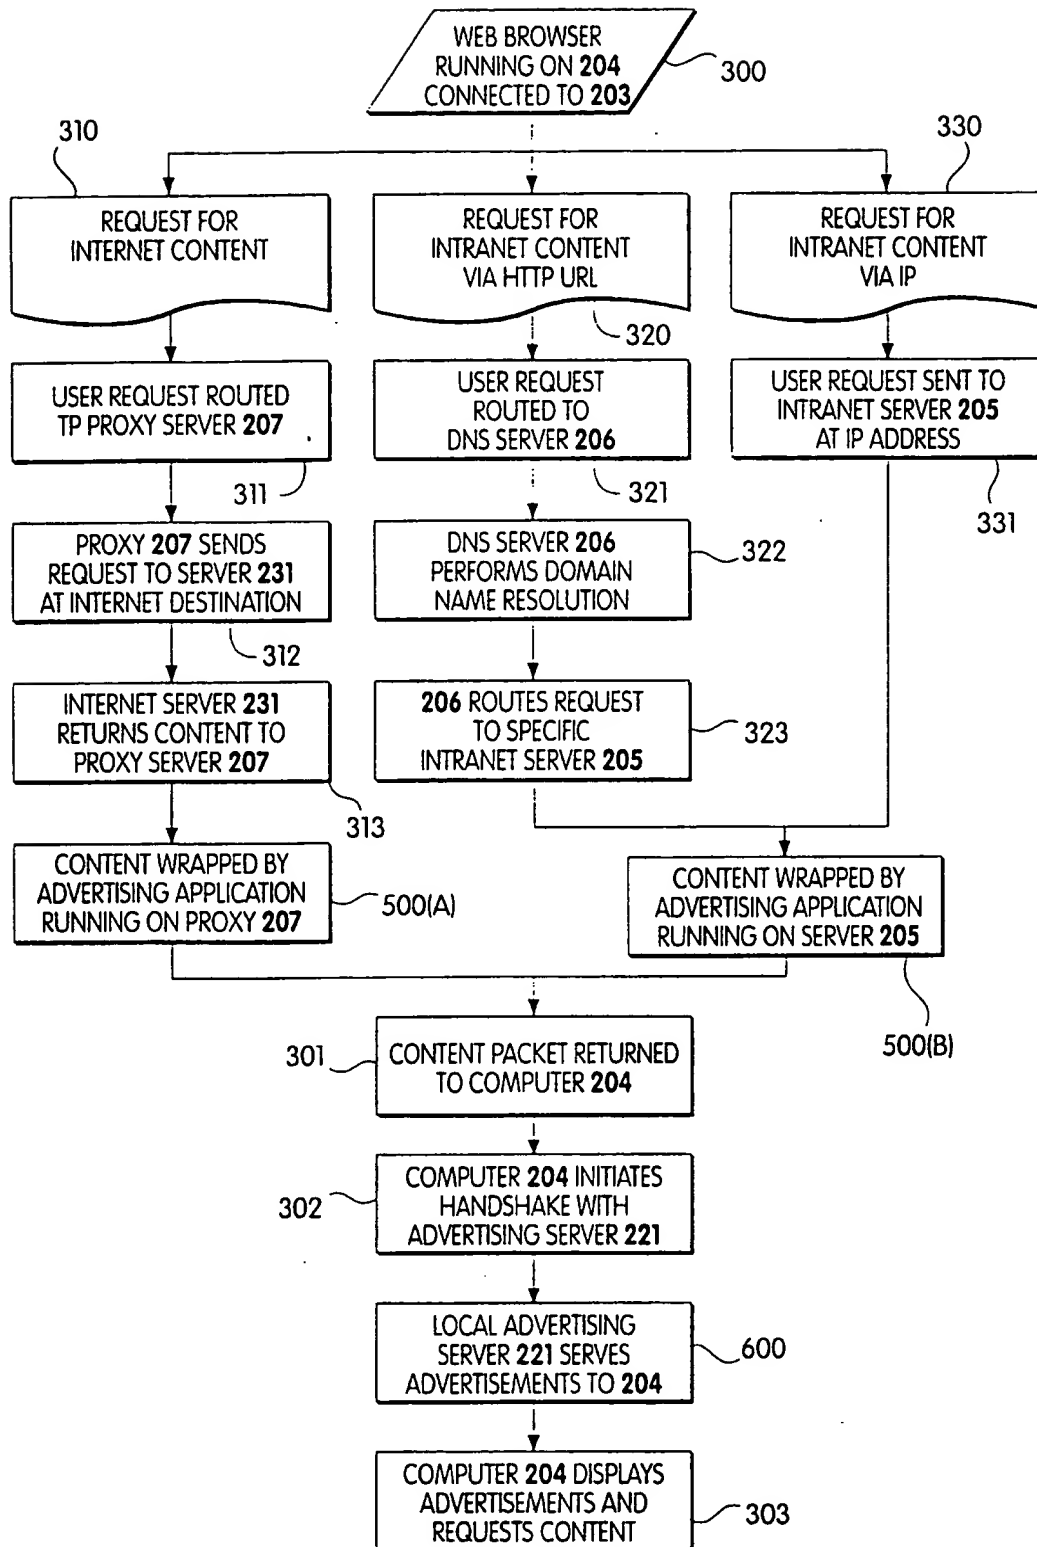 WEB BROWSER
RUNNING ON 204
CONNECTED TO 203
300
310
330
REQUEST FOR
INTERNET CONTENT
REQUEST FOR
INTRANET CONTENT
VIA HTTP URL
REQUEST FOR
INTRANET CONTENT
VIA IP
320
USER REQUEST ROUTED
TP PROXY SERVER 207
USER REQUEST
ROUTED TO
DNS SERVER 206
USER REQUEST SENT TO
INTRANET SERVER 205
AT IP ADDRESS
311
321
331
PROXY 207 SENDS
REQUEST TO SERVER 231
AT INTERNET DESTINATION
DNS SERVER 206
PERFORMS DOMAIN
NAME RESOLUTION
322
312
INTERNET SERVER 231
RETURNS CONTENT TO
PROXY SERVER 207
206 ROUTES REQUEST
TO SPECIFIC
INTRANET SERVER 205
323
313
CONTENT WRAPPED BY
ADVERTISING APPLICATION
RUNNING ON PROXY 207
500(A)
CONTENT WRAPPED BY
ADVERTISING APPLICATION
RUNNING ON SERVER 205
500(B)
301
CONTENT PACKET RETURNED
TO COMPUTER 204
302
COMPUTER 204 INITIATES
HANDSHAKE WITH
ADVERTISING SERVER 221
LOCAL ADVERTISING
SERVER 221 SERVES
ADVERTISEMENTS TO 204
600
COMPUTER 204 DISPLAYS
ADVERTISEMENTS AND
REQUESTS CONTENT
303